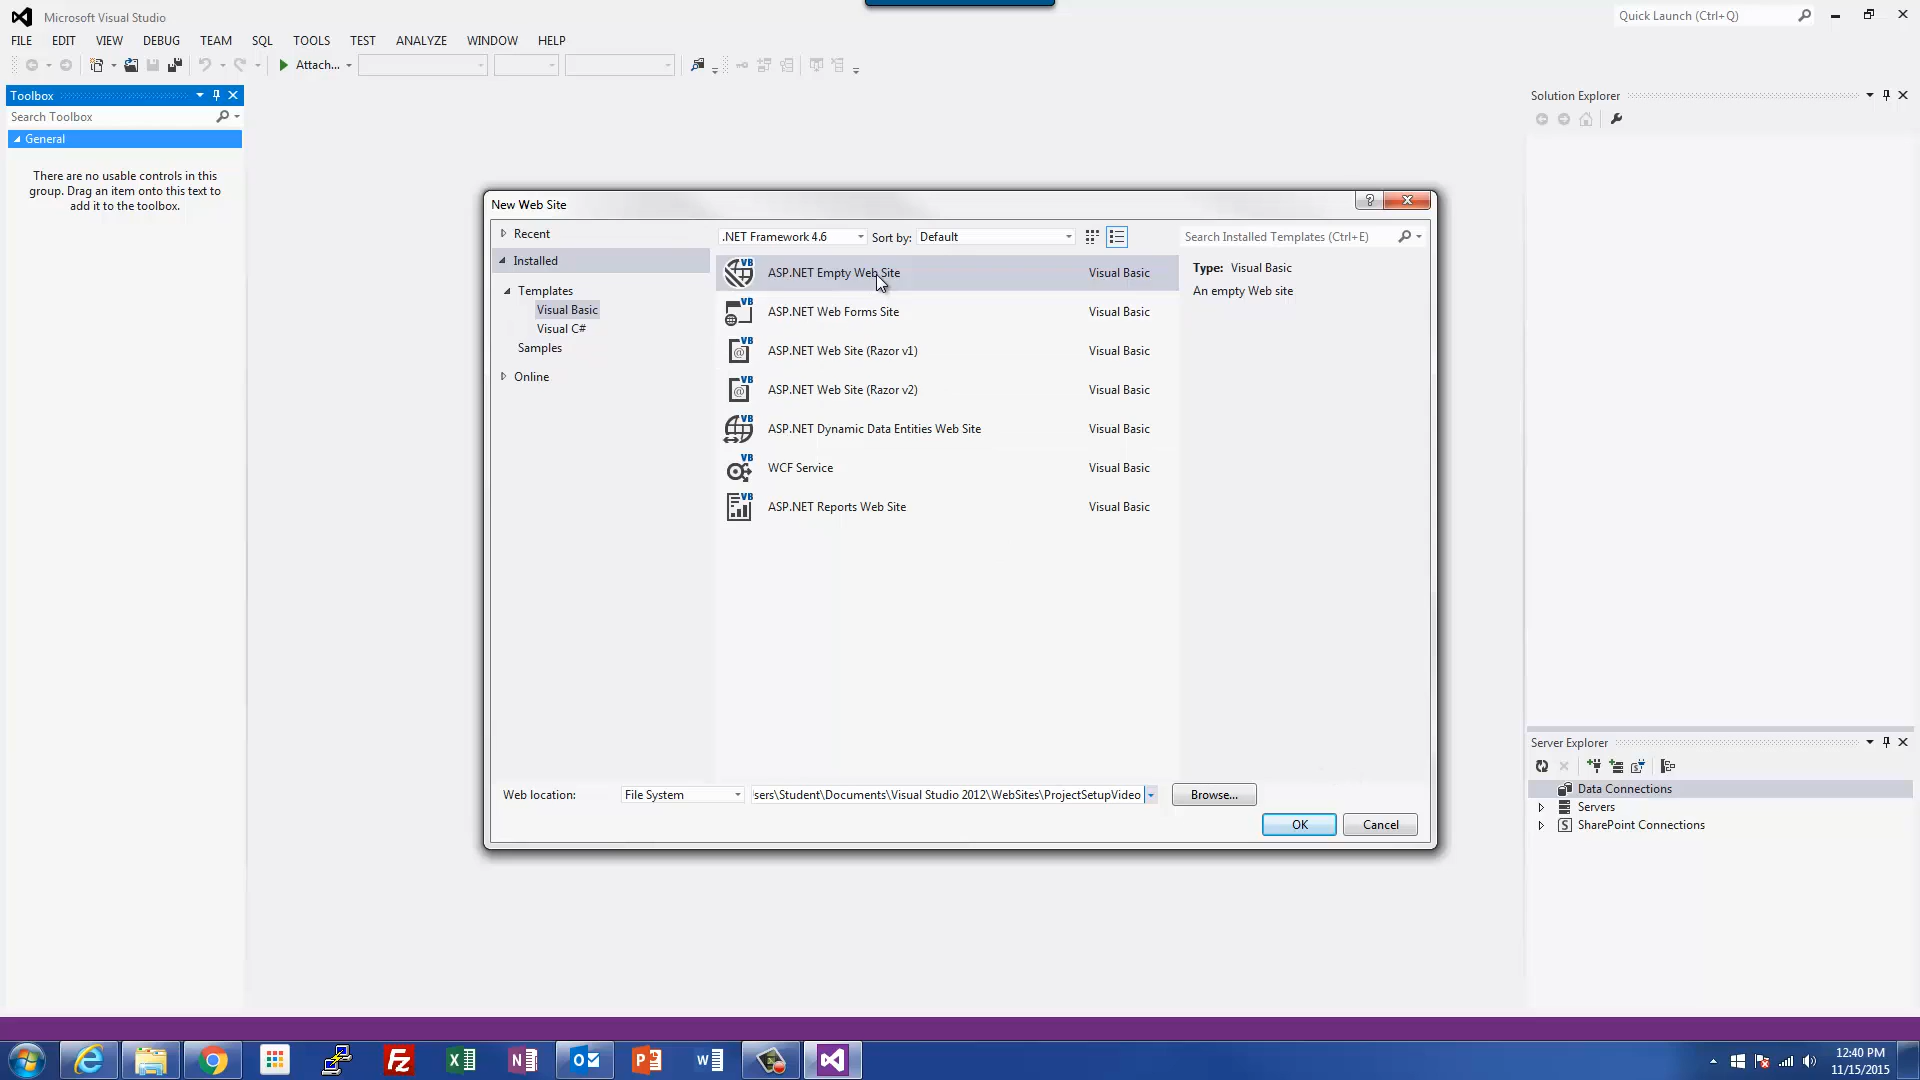 Microsoft Visual Studio
Quick Launch (Ctrl+Q)
FILE EDIT VIEW DEBUG TEAM SQL TOOLS TEST ANALYZE WINDOW HELP
Attach...
Toolbox
Search Toolbox
General
There are no usable controls in this
group. Drag an item onto this text to
add it to the toolbox.
New Web Site
Recent
Installed
Templates
Visual Basic
Visual C#
Samples
Online
.NET Framework 4.6
Sort by: Default
ASP.NET Empty Web Site Visual Basic
ASP.NET Web Forms Site Visual Basic
ASP.NET Web Site (Razor v1) Visual Basic
ASP.NET Web Site (Razor v2) Visual Basic
ASP.NET Dynamic Data Entities Web Site Visual Basic
WCF Service Visual Basic
ASP.NET Reports Web Site Visual Basic
Search Installed Templates (Ctrl+E)
Type: Visual Basic
An empty Web site
Web location: File System sers\Student\Documents\Visual Studio 2012\WebSites\ProjectSetupVideo Browse...
OK Cancel
Solution Explorer
Server Explorer
Data Connections
Servers
SharePoint Connections
12:40 PM
11/15/2015